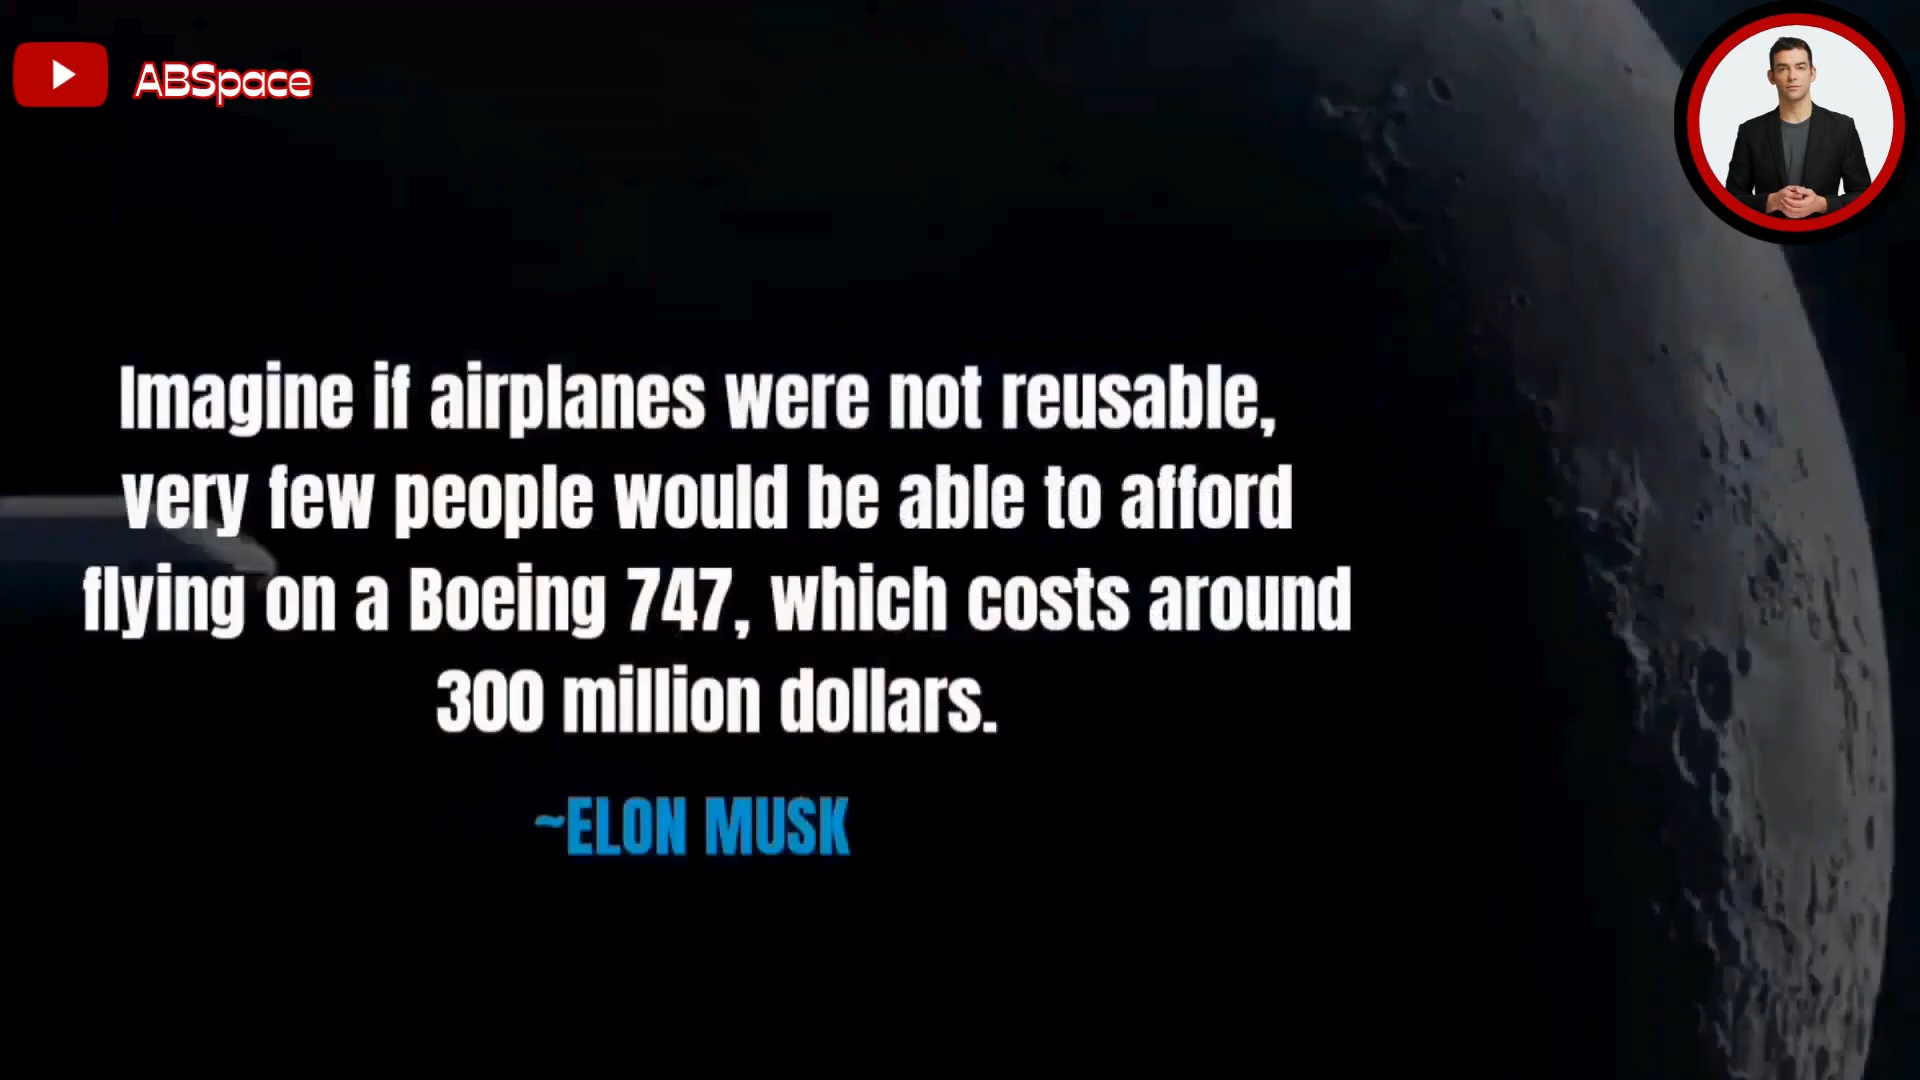 ABSpace
Imagine if airplanes were not reusable,
very few people would be able to afford
flying on a Boeing 747, which costs around
300 million dollars.
~ELON MUSK